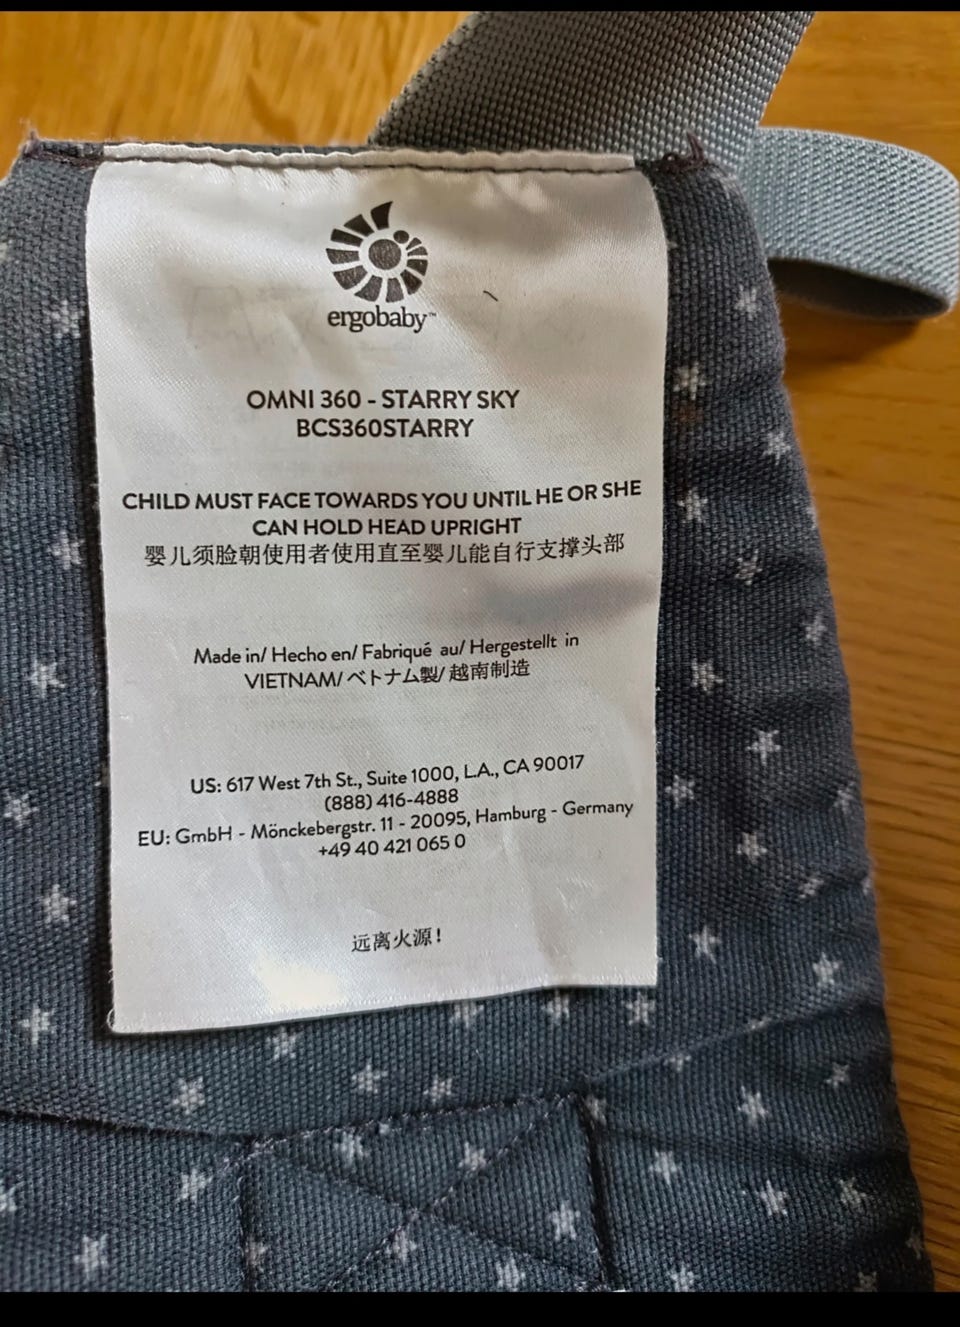 ergobaby™
OMNI 360 - STARRY SKY
BCS360STARRY
CHILD MUST FACE TOWARDS YOU UNTIL HE OR SHE
CAN HOLD HEAD UPRIGHT
婴儿须脸朝使用者使用直至婴儿能自行支撑头部
Made in/ Hecho en/ Fabriqué au/ Hergestellt in
VIETNAM/ベトナム製/越南制造
US: 617 West 7th St., Suite 1000, L.A., CA 90017
(888) 416-4888
EU: GmbH - Mönckebergstr. 11 - 20095, Hamburg - Germany
+49 40 421 065 0
远离火源！